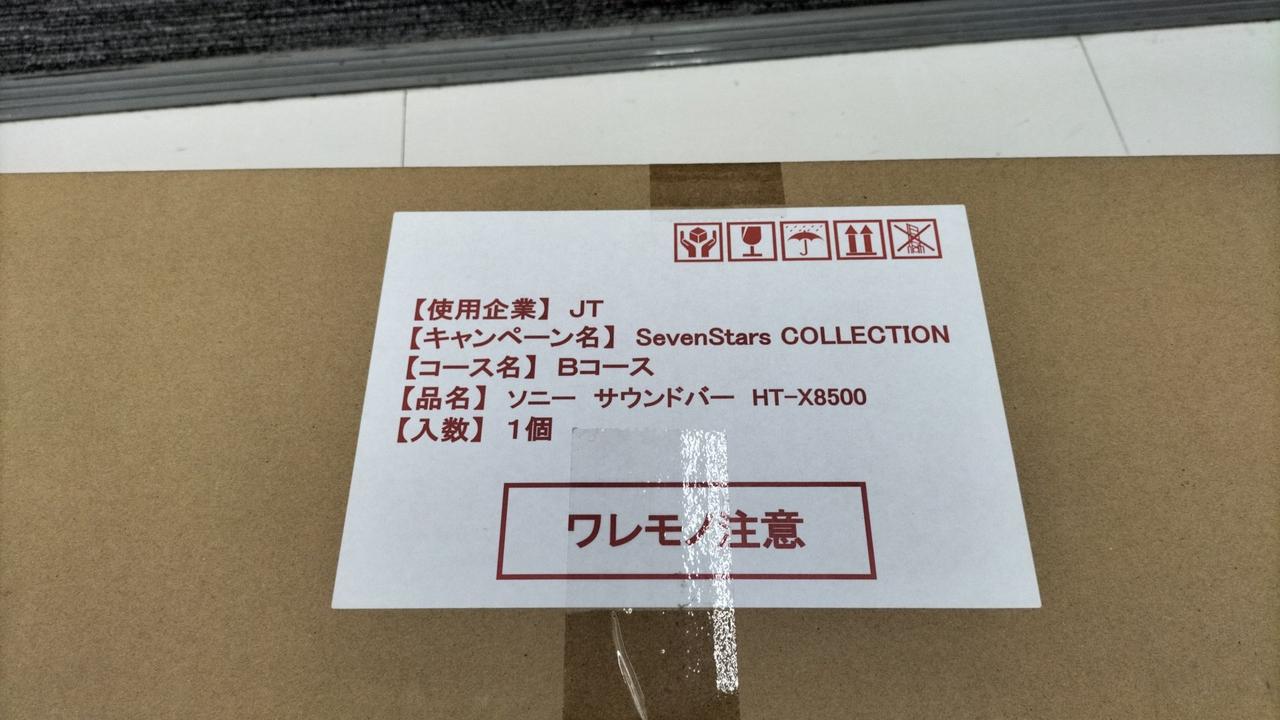 【使用企業】 JT
【キャンペーン名】 SevenStars COLLECTION
【コース名】 Bコース
【品名】 ソニー サウンドバー HT-X8500
【入数】 1個
ワレモノ注意